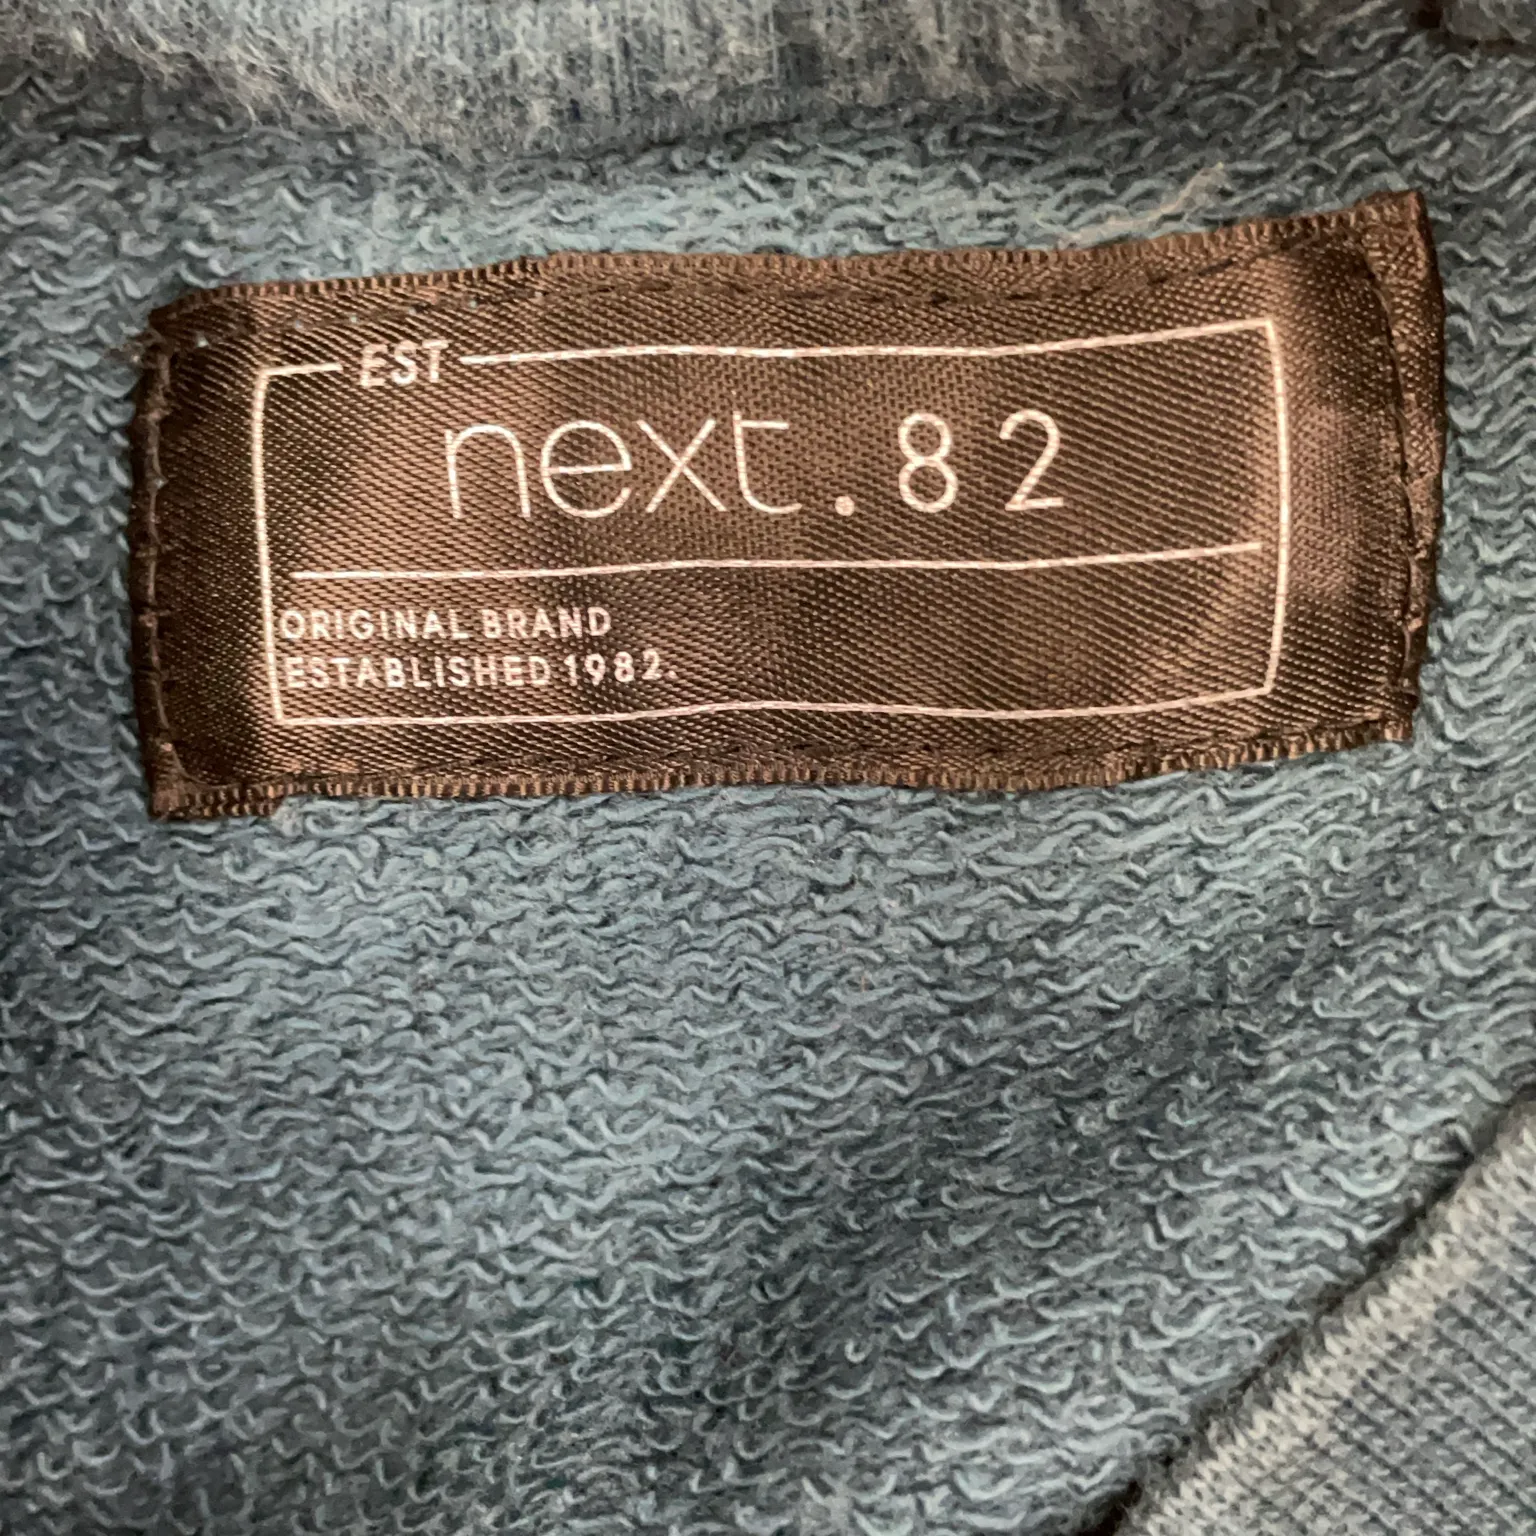 EST
next.82
ORIGINAL BRAND
ESTABLISHED 1982.